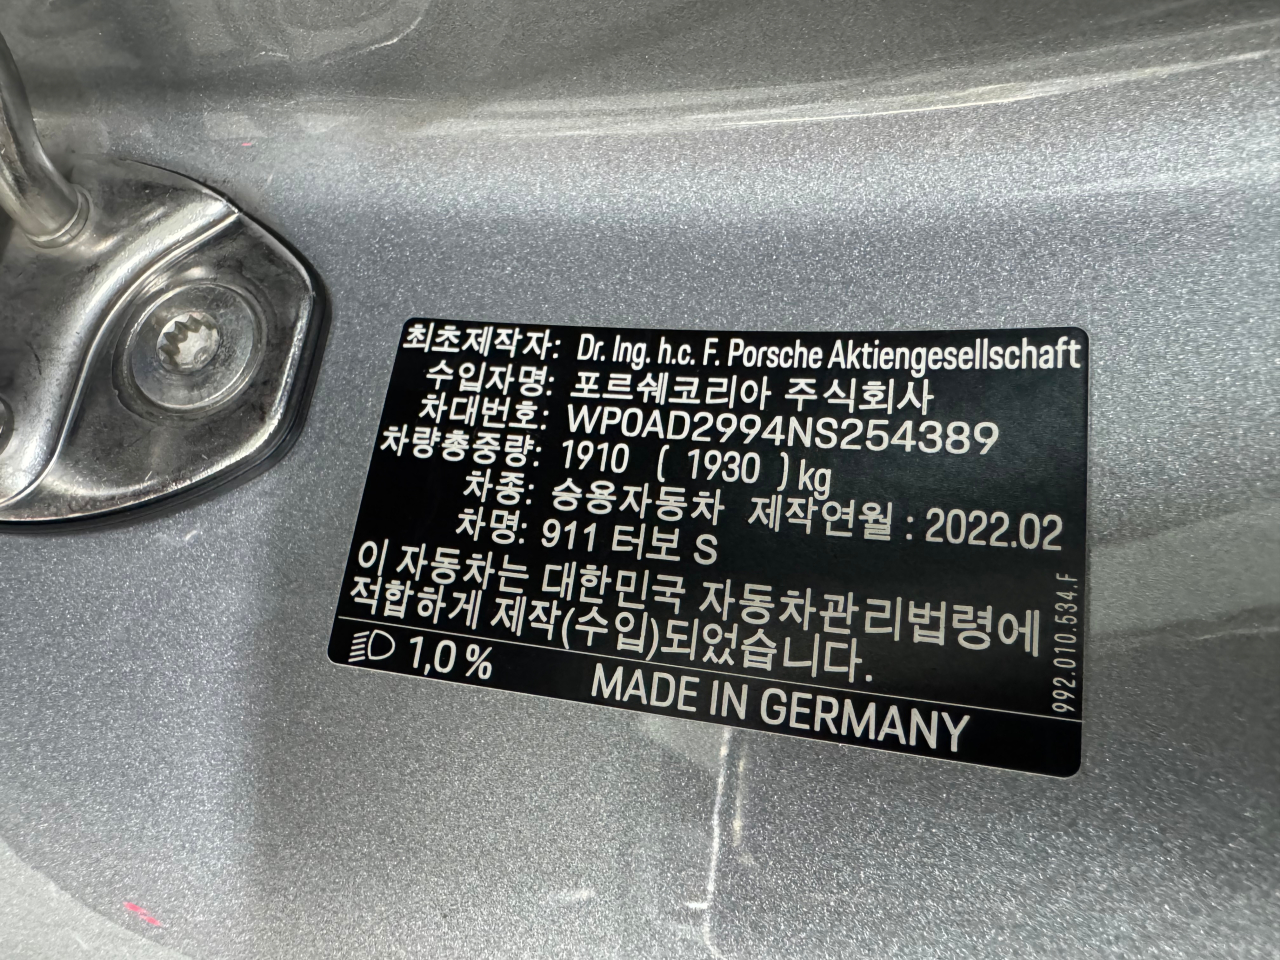 최초제작자: Dr. Ing. h.c. F. Porsche Aktiengesellschaft
수입자명: 포르쉐코리아 주식회사
차대번호: WP0AD2994NS254389
차량총중량: 1910 ( 1930 ) kg
차종: 승용자동차 제작연월 : 2022.02
차명: 911 터보 S
이 자동차는 대한민국 자동차관리법령에
적합하게 제작(수입)되었습니다.
1,0 % MADE IN GERMANY
992.010.534.F